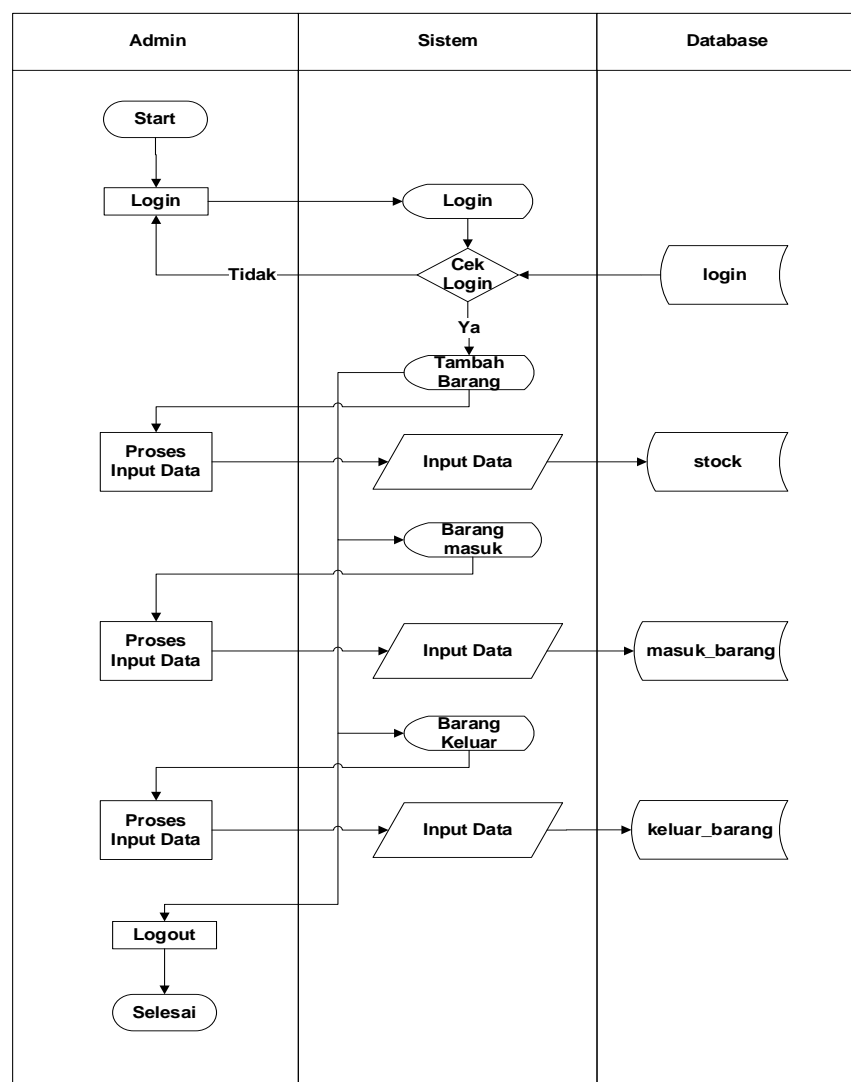 Admin
Sistem
Database
Start
Login
Login
Tidak
Cek
Login
login
Ya
Tambah
Barang
Proses
Input Data
Input Data
stock
Barang
masuk
Proses
Input Data
Input Data
masuk_barang
Barang
Keluar
Proses
Input Data
Input Data
keluar_barang
Logout
Selesai